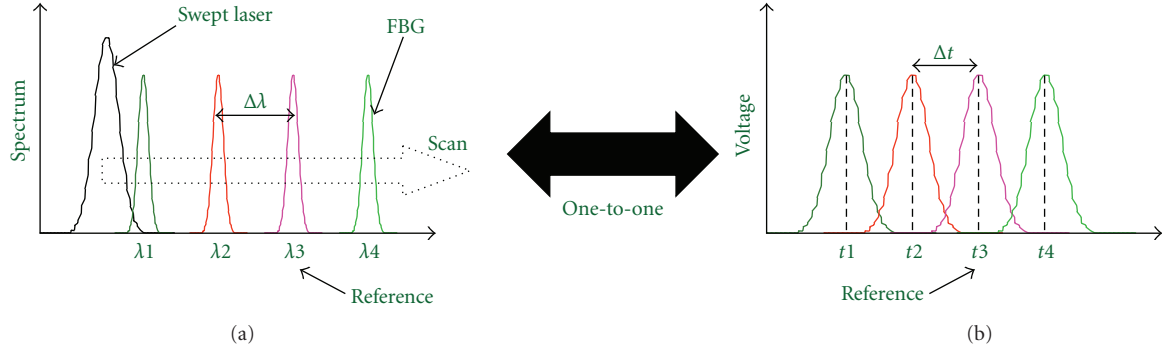 Swept laser
FBG
Δλ
Spectrum
Scan
λ1 λ2 λ3 λ4
Reference
(a)
One-to-one
Δt
Voltage
t1 t2 t3 t4
Reference
(b)